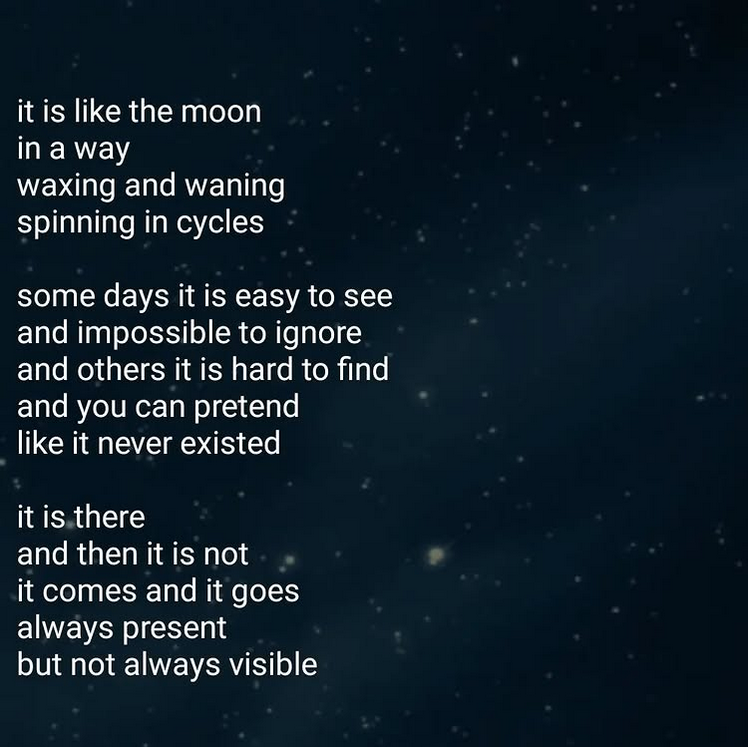 it is like the moon
in a way
waxing and waning
spinning in cycles
some days it is easy to see
and impossible to ignore
and others it is hard to find
and you can pretend
like it never existed
it is there
and then it is not
it comes and it goes
always present
but not always visible